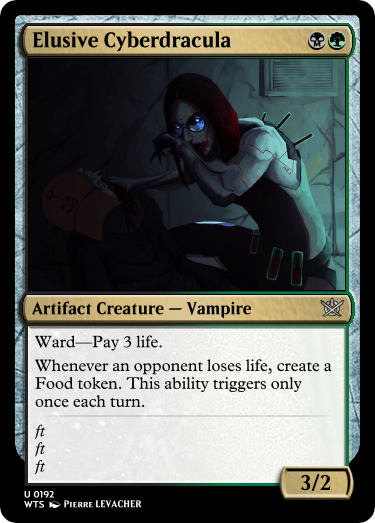 Elusive Cyberdracula
Artifact Creature — Vampire
Ward—Pay 3 life.
Whenever an opponent loses life, create a
Food token. This ability triggers only
once each turn.
ft
ft
ft
3/2
U 0192
WTS Pierre LEVACHER